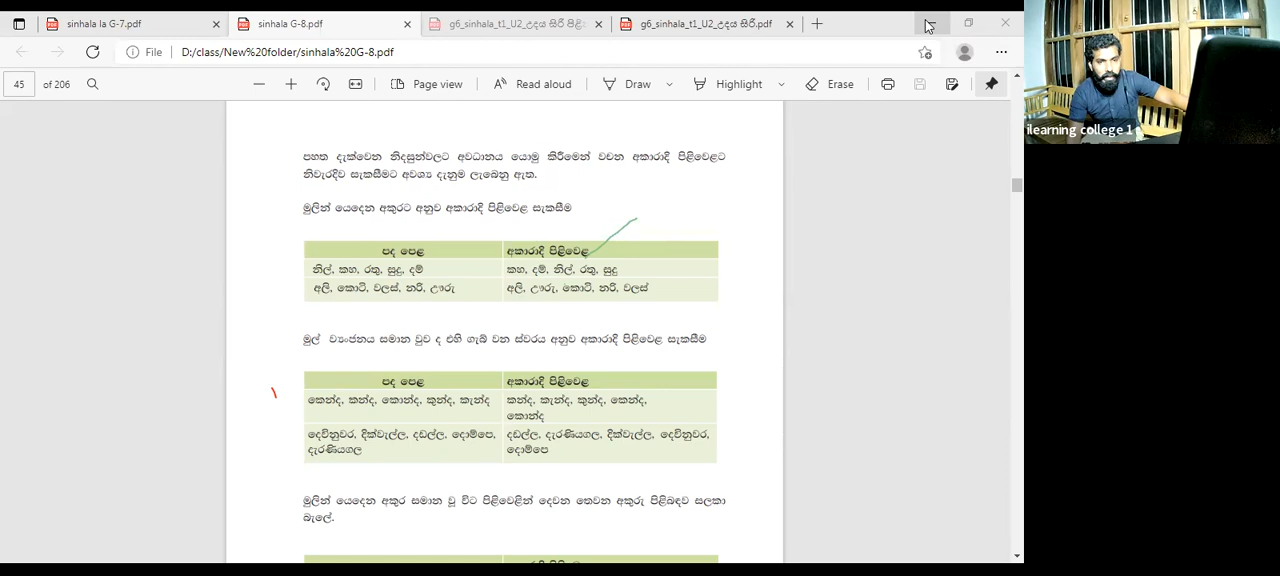 sinhala la G-7.pdf
sinhala G-8.pdf
g6_sinhala_t1_U2_උදය සිරි පිළි
g6_sinhala_t1_U2_උදය සිරි.pdf
File D:/class/New%20folder/sinhala%20G-8.pdf
45 of 206
Page view
Read aloud
Draw
Highlight
Erase
ilearning college 1
පහත දැක්වෙන නිදසුන්වලට අවධානය යොමු කිරීමෙන් වචන අකාරාදී පිළිවෙළට
නිවැරදිව සැකසීමට අවශ්‍ය දැනුම ලැබෙනු ඇත.
මුලින් යෙදෙන අකුරට අනුව අකාරාදී පිළිවෙළ සැකසීම
පද පෙළ අකාරාදී පිළිවෙළ
නිල්, කහ, රතු, සුදු, දම් කහ, දම්, නිල්, රතු, සුදු
අලි, කොටි, වලස්, නරි, ඌරු අලි, ඌරු, කොටි, නරි, වලස්
මුල් ව්‍යංජනය සමාන වුව ද එහි ගැබ් වන ස්වරය අනුව අකාරාදී පිළිවෙළ සැකසීම
පද පෙළ අකාරාදී පිළිවෙළ
කෙන්ද, කන්ද, කොන්ද, කුන්ද, කැන්ද කන්ද, කැන්ද, කුන්ද, කෙන්ද,
කොන්ද
දෙවිනුවර, දික්වැල්ල, දඩල්ල, දොම්පෙ, දඩල්ල, දැරණියගල, දික්වැල්ල, දෙවිනුවර,
දැරණියගල දොම්පෙ
මුලින් යෙදෙන අකුර සමාන වූ විට පිළිවෙළින් දෙවන තෙවන අකුරු පිළිබඳව සලකා
බැලේ.